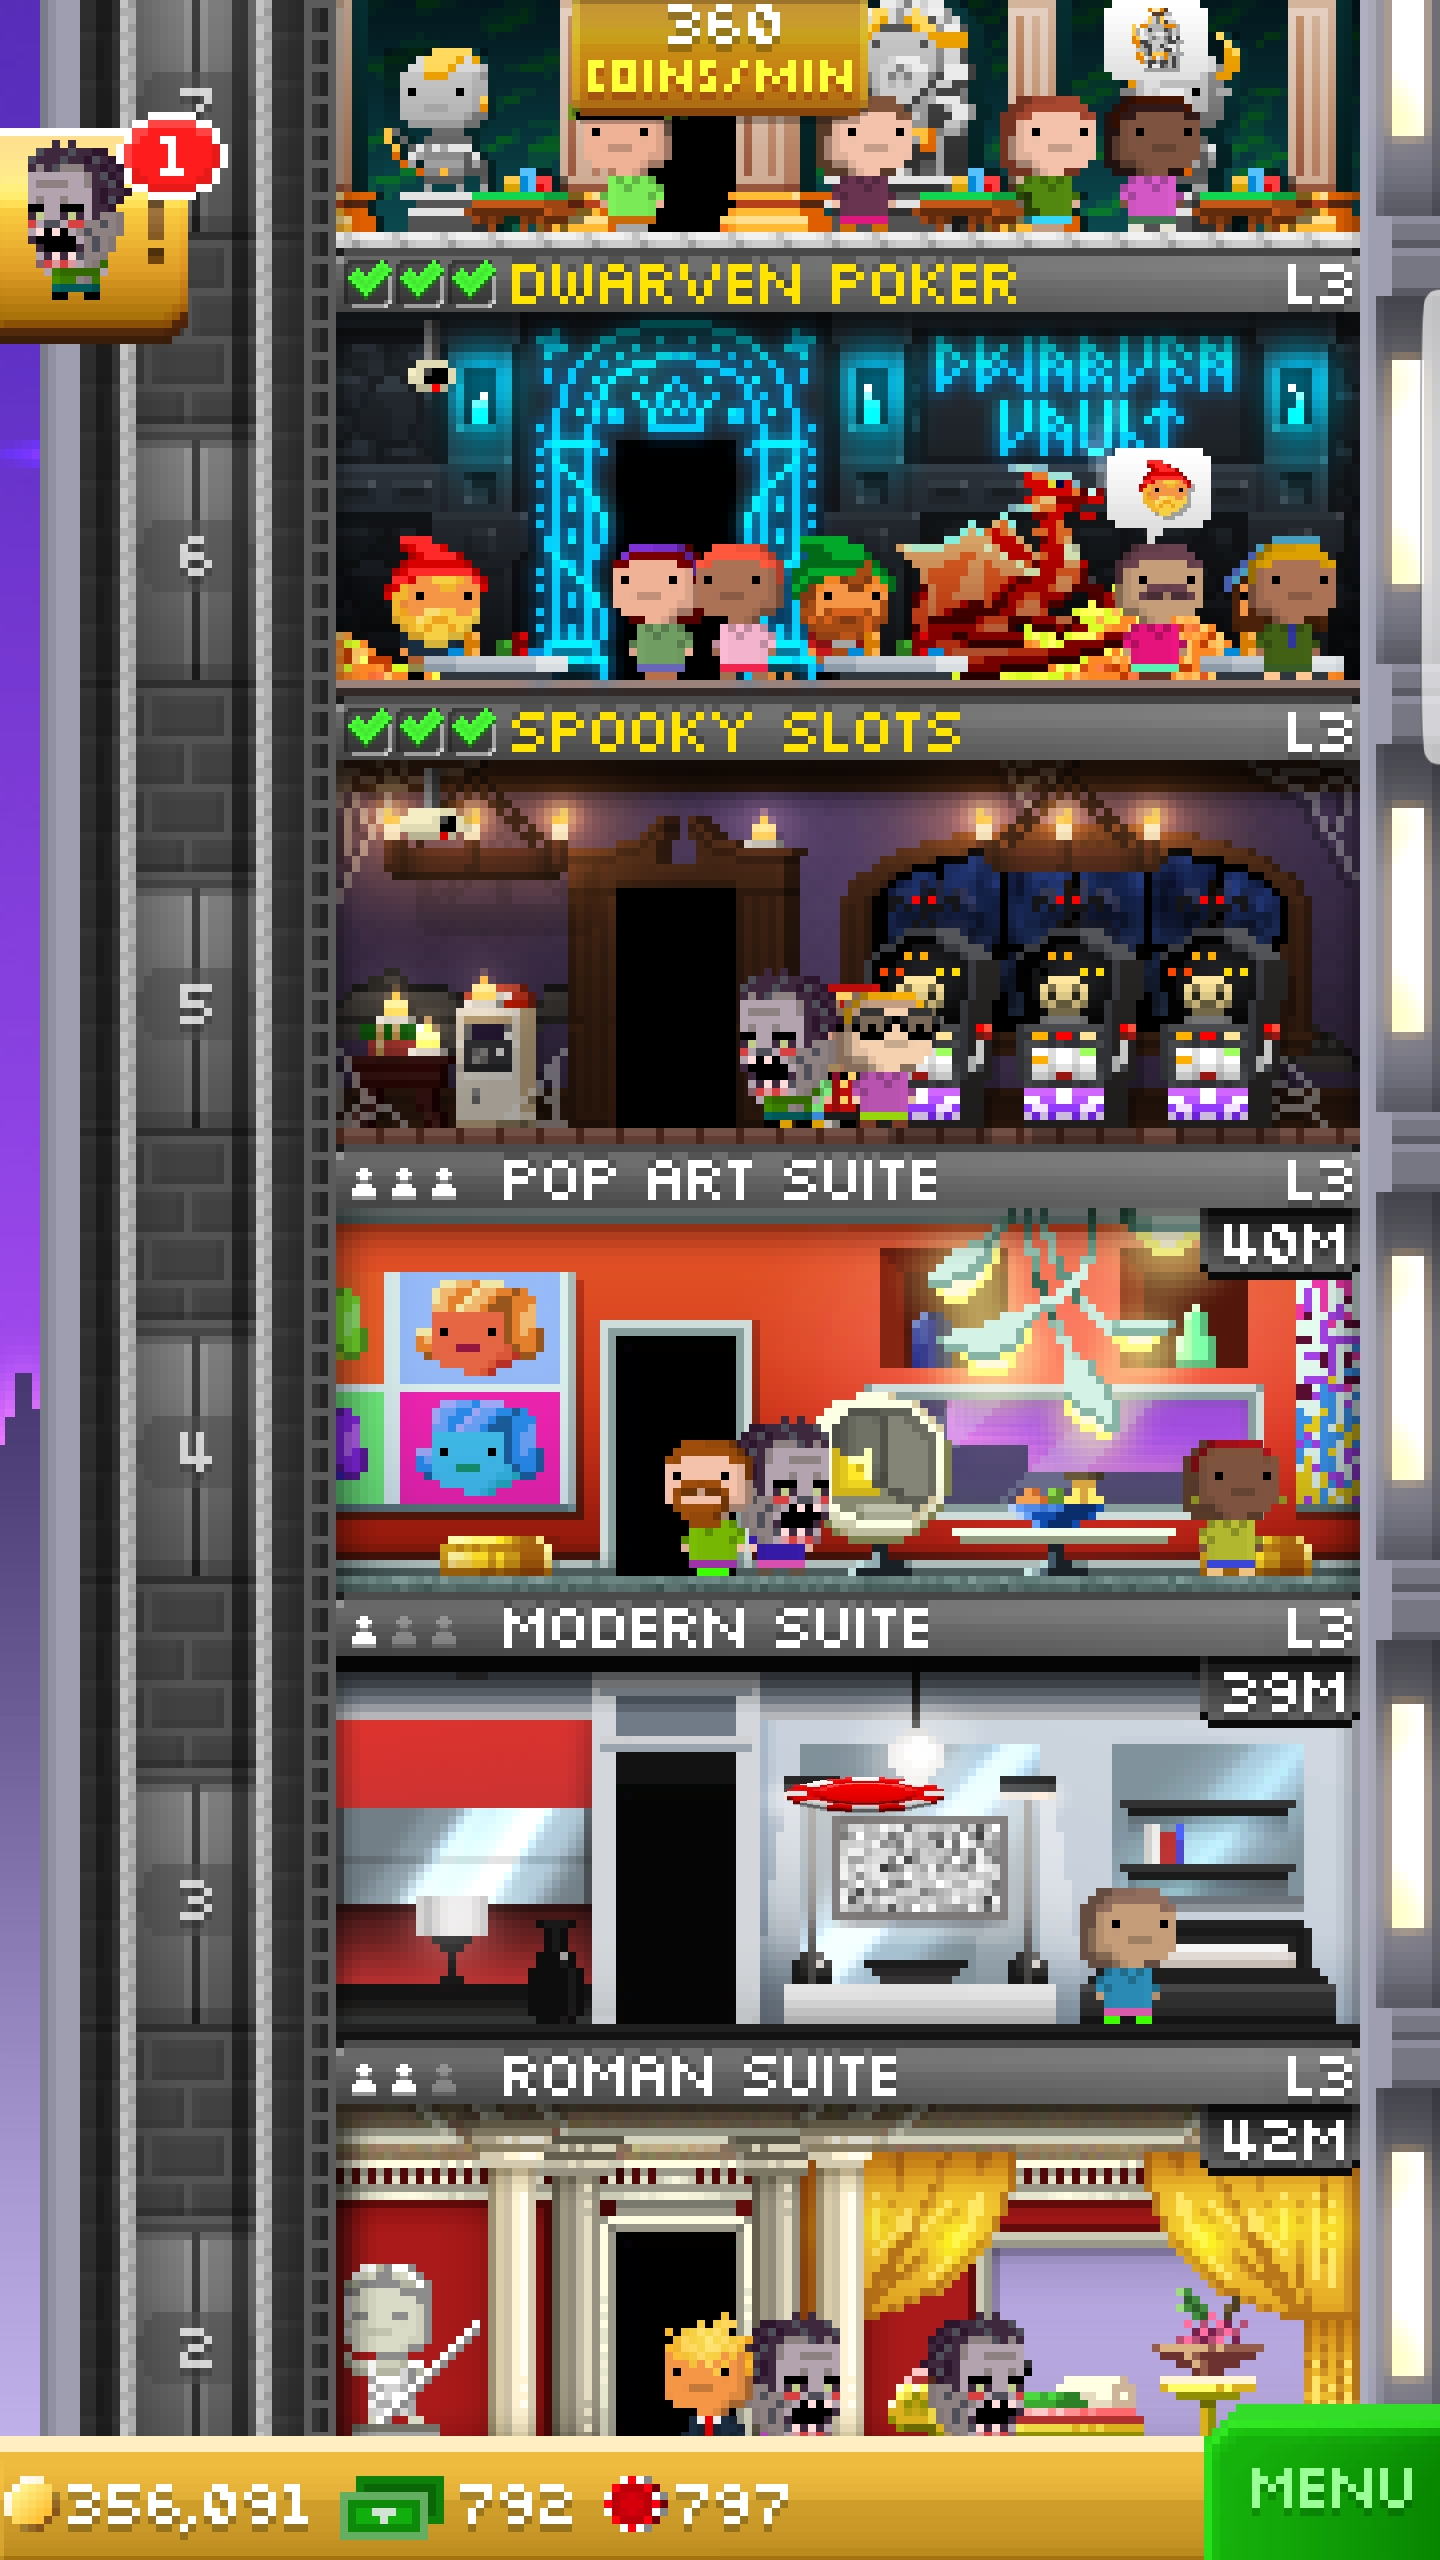 360
COINS/MIN
7
1
!
DWARVEN POKER L3
DWARVEN
VAULT
6
SPOOKY SLOTS L3
5
POP ART SUITE L3
40M
4
MODERN SUITE L3
39M
3
ROMAN SUITE L3
42M
2
356,091 792 797
MENU